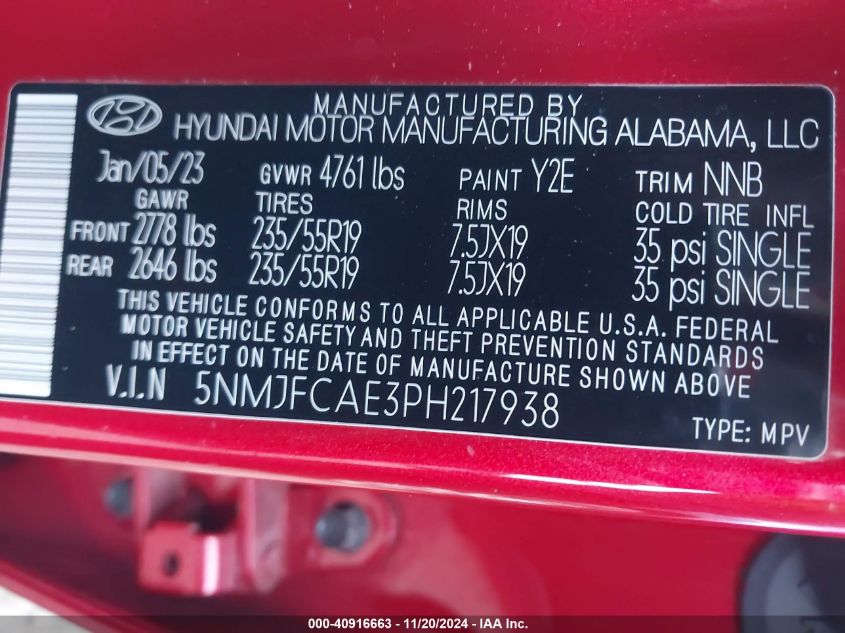 MANUFACTURED BY
HYUNDAI MOTOR MANUFACTURING ALABAMA, LLC
Jan/05/23 GVWR 4761 lbs PAINT Y2E TRIM NNB
GAWR TIRES RIMS COLD TIRE INFL
FRONT 2778 lbs 235/55R19 7.5JX19 35 psi SINGLE
REAR 2646 lbs 235/55R19 7.5JX19 35 psi SINGLE
THIS VEHICLE CONFORMS TO ALL APPLICABLE U.S.A. FEDERAL
MOTOR VEHICLE SAFETY AND THEFT PREVENTION STANDARDS
IN EFFECT ON THE DATE OF MANUFACTURE SHOWN ABOVE.
V.I.N 5NMJFCAE3PH217938
TYPE: MPV
000-40916663 - 11/20/2024 - IAA Inc.